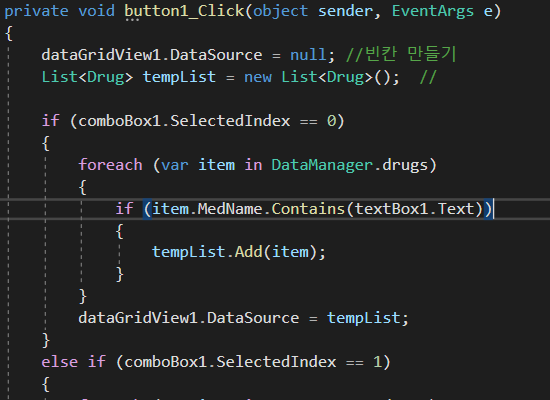 private void button1_Click(object sender, EventArgs e)
{
dataGridView1.DataSource = null; //빈칸 만들기
List<Drug> tempList = new List<Drug>(); //
if (comboBox1.SelectedIndex == 0)
{
foreach (var item in DataManager.drugs)
{
if (item.MedName.Contains(textBox1.Text))
{
tempList.Add(item);
}
}
dataGridView1.DataSource = tempList;
}
else if (comboBox1.SelectedIndex == 1)
{